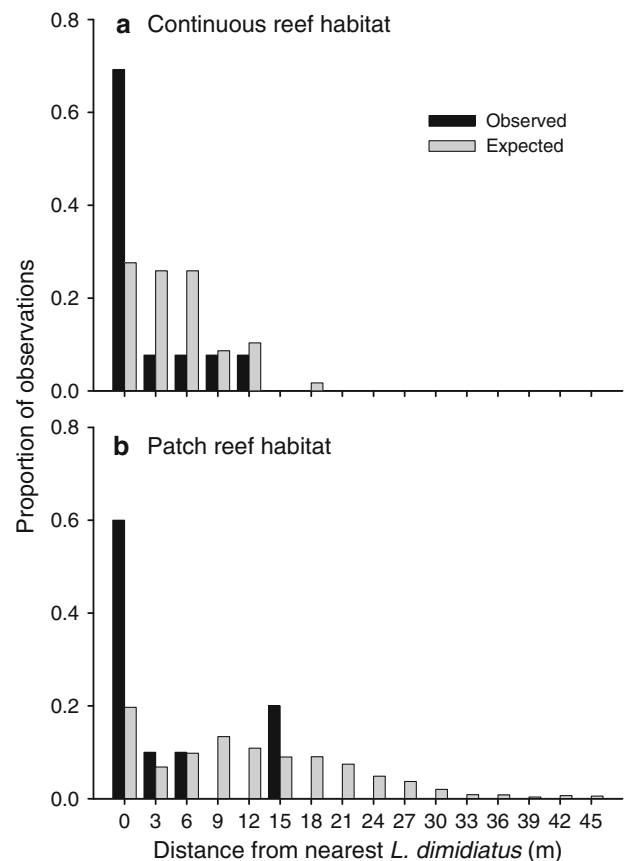 0.8
a Continuous reef habitat
Observed
Expected
0.6
0.4
0.2
0.0
Proportion of observations
0.8
b Patch reef habitat
0.6
0.4
0.2
0.0
0 3 6 9 12 15 18 21 24 27 30 33 36 39 42 45
Distance from nearest L. dimidiatus (m)